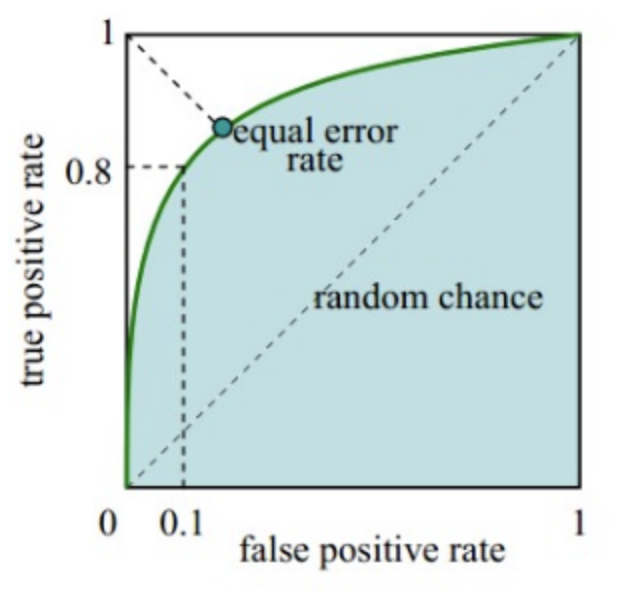 1
equal error
rate
0.8
true positive rate
random chance
0
0.1
1
false positive rate